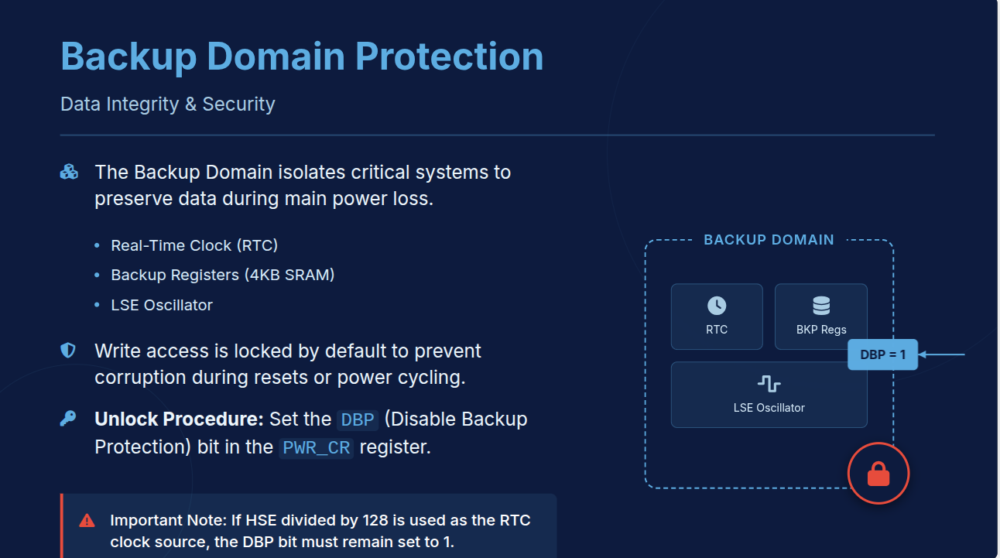 Backup Domain Protection
Data Integrity & Security
The Backup Domain isolates critical systems to
preserve data during main power loss.
Real-Time Clock (RTC)
Backup Registers (4KB SRAM)
LSE Oscillator
Write access is locked by default to prevent
corruption during resets or power cycling.
Unlock Procedure: Set the DBP (Disable Backup
Protection) bit in the PWR_CR register.
Important Note: If HSE divided by 128 is used as the RTC
clock source, the DBP bit must remain set to 1.
BACKUP DOMAIN
RTC
BKP Regs
DBP = 1
LSE Oscillator